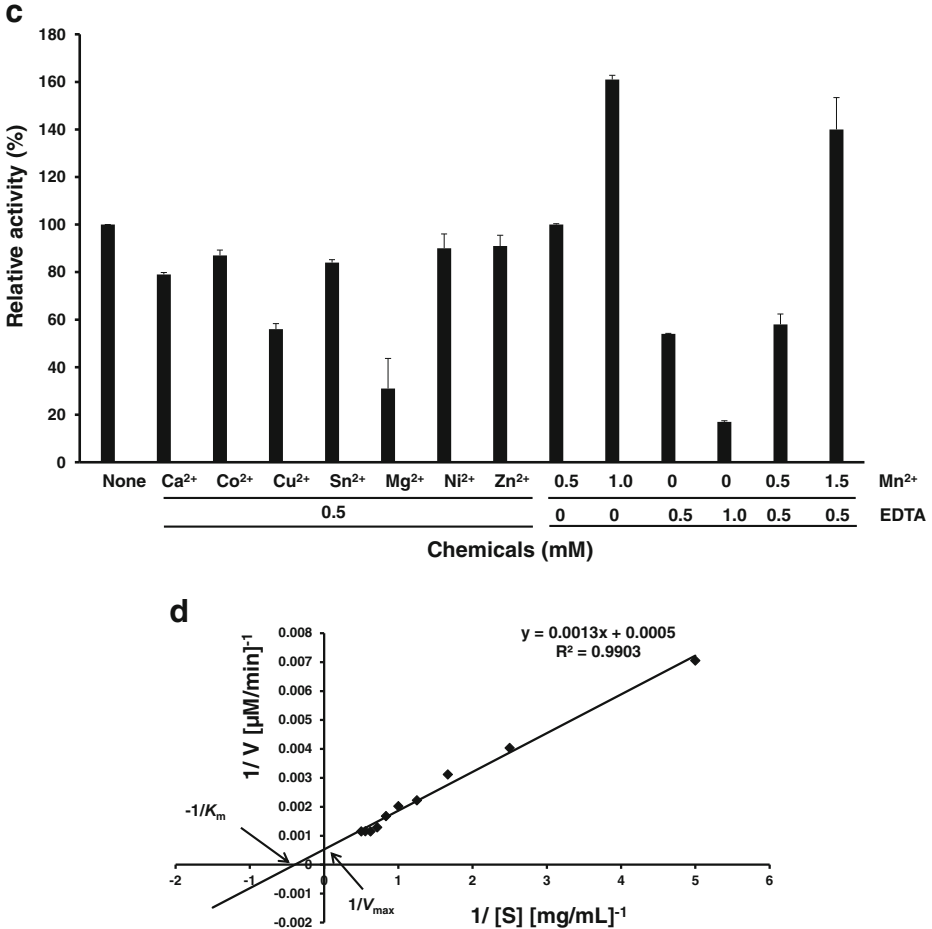 c
Relative activity (%)
180
160
140
120
100
80
60
40
20
0
None Ca²⁺ Co²⁺ Cu²⁺ Sn²⁺ Mg²⁺ Ni²⁺ Zn²⁺ 0.5 1.0 0 0 0.5 1.5 Mn²⁺
0.5 0 0 0.5 1.0 0.5 0.5 EDTA
Chemicals (mM)
d
1/ V [µM/min]⁻¹
y = 0.0013x + 0.0005
R² = 0.9903
0.008
0.007
0.006
0.005
0.004
0.003
0.002
0.001
0
-0.001
-0.002
-1/Kₘ
-2 -1 0 1 2 3 4 5 6
1/Vₘₐₓ
1/ [S] [mg/mL]⁻¹